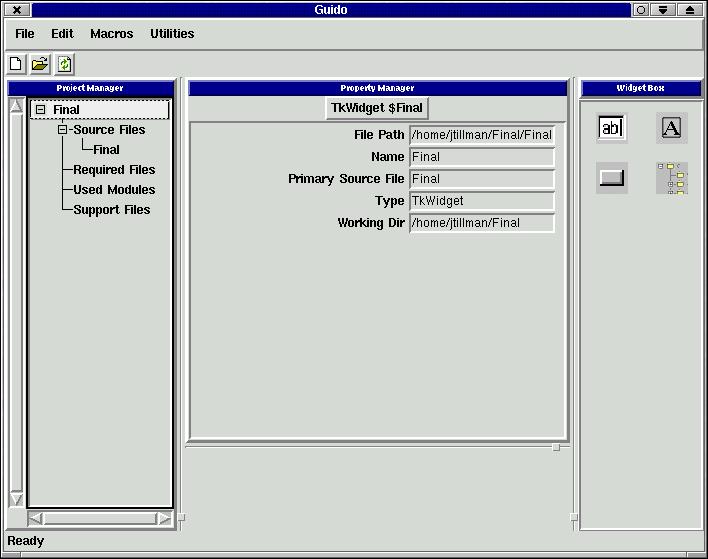 Guido
File Edit Macros Utilities
Project Manager
Final
Source Files
Final
Required Files
Used Modules
Support Files
Property Manager
TkWidget $Final
File Path /home/jtillman/Final/Final
Name Final
Primary Source File Final
Type TkWidget
Working Dir /home/jtillman/Final
Widget Box
ab
A
Ready